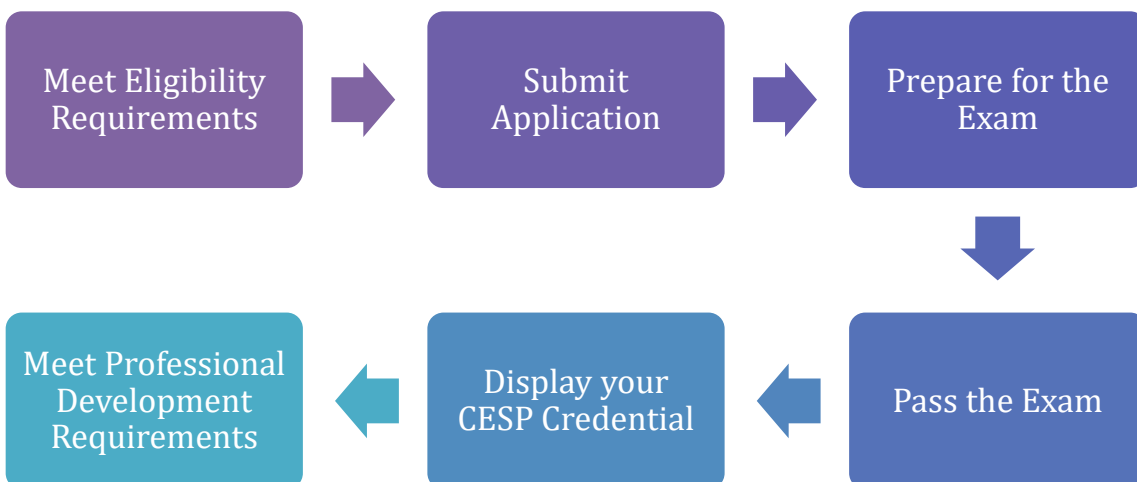 Meet Eligibility
Requirements
Submit
Application
Prepare for the
Exam
Pass the Exam
Display your
CESP Credential
Meet Professional
Development
Requirements